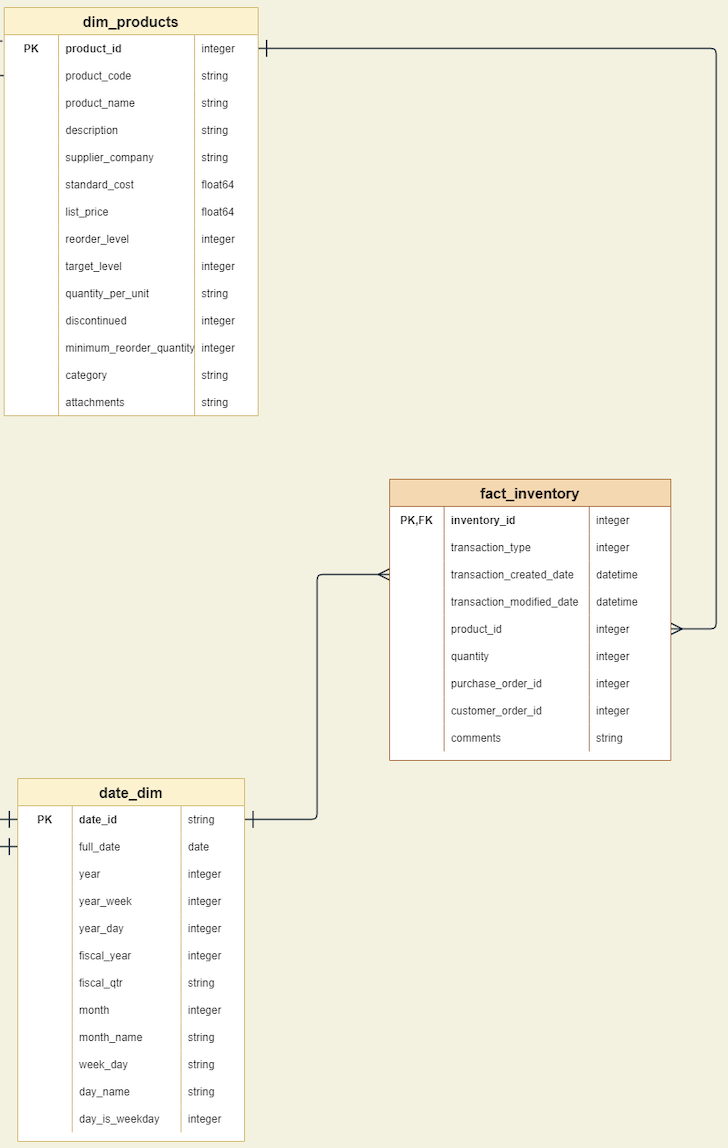 dim_products
PK product_id integer
product_code string
product_name string
description string
supplier_company string
standard_cost float64
list_price float64
reorder_level integer
target_level integer
quantity_per_unit string
discontinued integer
minimum_reorder_quantity integer
category string
attachments string
fact_inventory
PK,FK inventory_id integer
transaction_type integer
transaction_created_date datetime
transaction_modified_date datetime
product_id integer
quantity integer
purchase_order_id integer
customer_order_id integer
comments string
date_dim
PK date_id string
full_date date
year integer
year_week integer
year_day integer
fiscal_year integer
fiscal_qtr string
month integer
month_name string
week_day string
day_name string
day_is_weekday integer